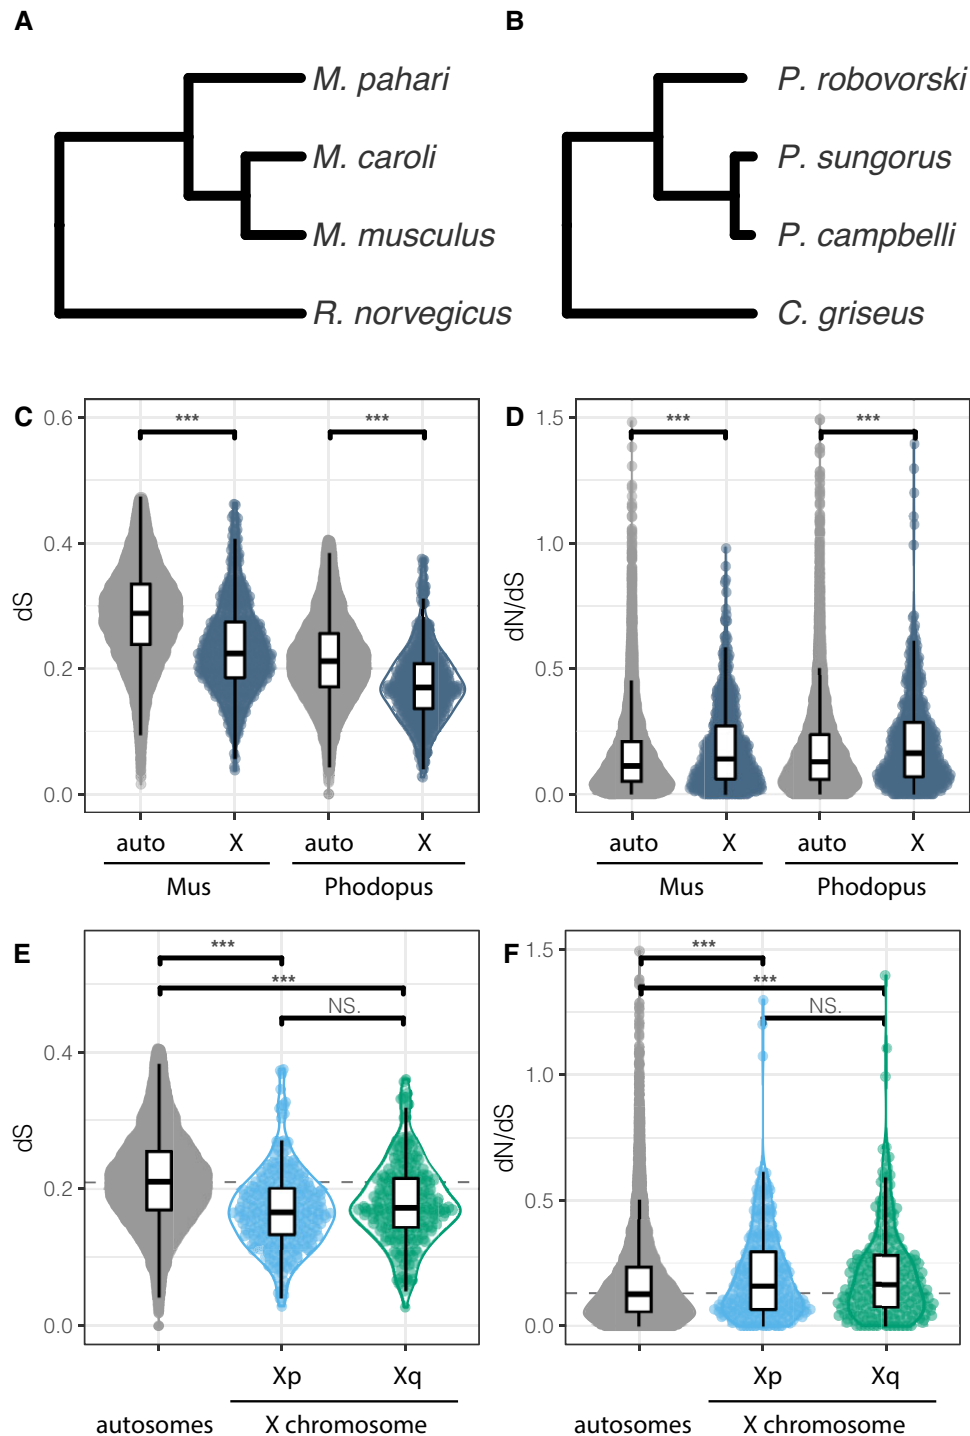 A
B
M. pahari
M. caroli
M. musculus
R. norvegicus
P. robovorski
P. sungorus
P. campbelli
C. griseus
C
dS
0.6
0.4
0.2
0.0
***
***
auto
X
auto
X
Mus
Phodopus
D
dN/dS
1.5
1.0
0.5
0.0
***
***
auto
X
auto
X
Mus
Phodopus
E
dS
0.4
0.2
0.0
***
***
NS.
Xp
Xq
autosomes
X chromosome
F
dN/dS
1.5
1.0
0.5
0.0
***
***
NS.
Xp
Xq
autosomes
X chromosome